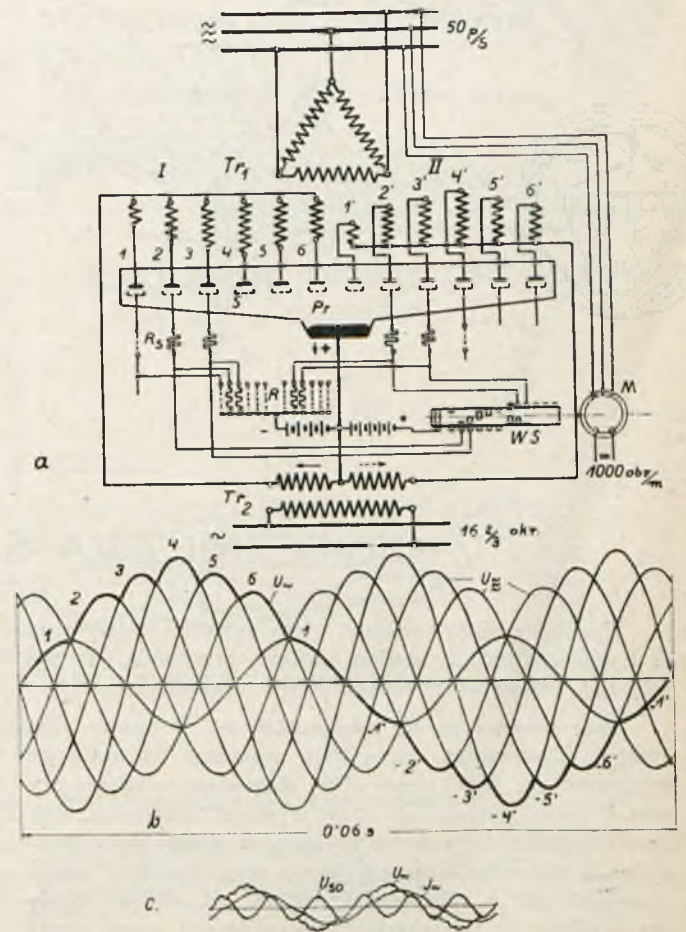 50 P/S
I Tr₁ II
1' 2' 3' 4' 5' 6'
1 2 3 4 5 6
S Pr
Rs + 
R M
- + WS
a 1000 obr/m
Tr₂
~ 16 ⅔ okr.
1 2 3 4 5 6 U~ 1 U≈
-1' -2' -3' -4' -5' -6' -1'
b 0'06 s
c. U₅₀ U~ J~